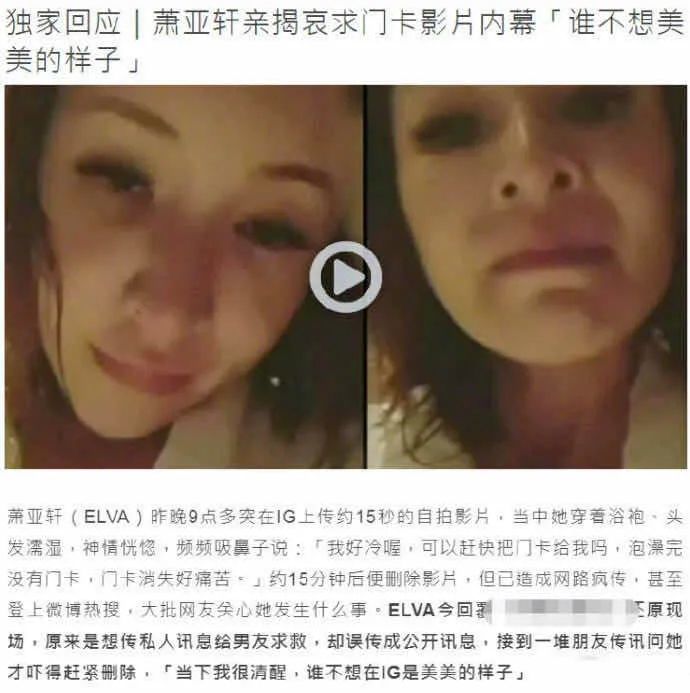 独家回应｜萧亚轩亲揭哀求门卡影片内幕「谁不想美
美的样子」
萧亚轩（ELVA）昨晚9点多突在IG上传约15秒的自拍影片，当中她穿着浴袍、头
发濡湿，神情恍惚，频频吸鼻子说：「我好冷喔，可以赶快把门卡给我吗，泡澡完
没有门卡，门卡消失好痛苦。」约15分钟后便删除影片，但已造成网路疯传，甚至
登上微博热搜，大批网友关心她发生什么事。ELVA今回 还原现
场，原来是想传私人讯息给男友求救，却误传成公开讯息，接到一堆朋友传讯问她
才吓得赶紧删除，「当下我很清醒，谁不想在IG是美美的样子」